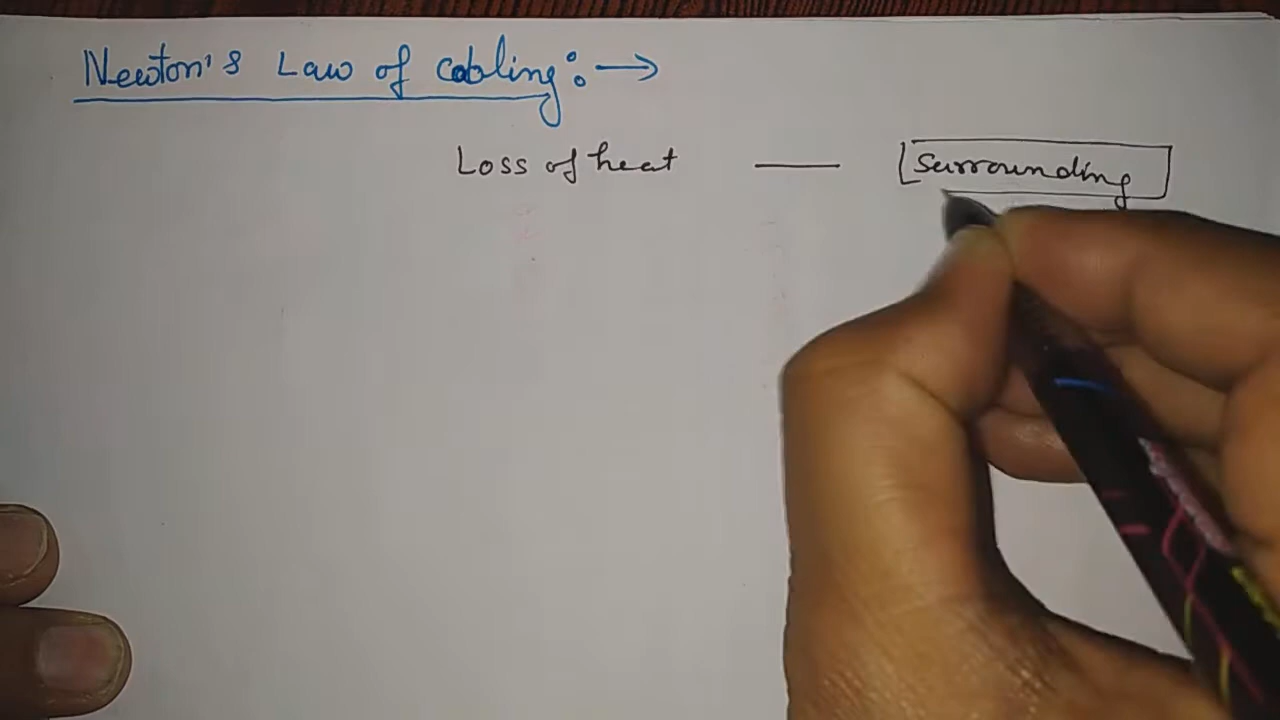 Newton's Law of cooling:→
Loss of heat — Surrounding